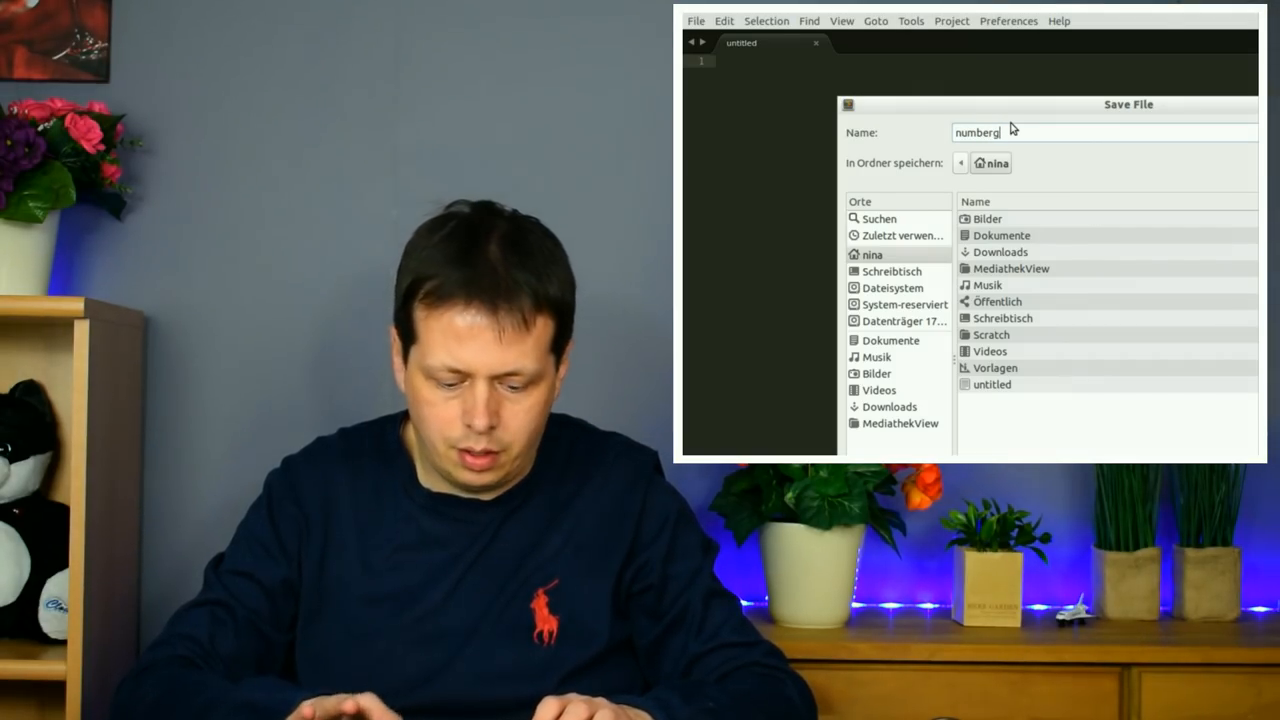 File Edit Selection Find View Goto Tools Project Preferences Help
untitled
1
Save File
Name: numberg
In Ordner speichern: nina
Orte
Suchen
Zuletzt verwen...
nina
Schreibtisch
Dateisystem
System-reserviert
Datenträger 17...
Dokumente
Musik
Bilder
Videos
Downloads
MediathekView
Name
Bilder
Dokumente
Downloads
MediathekView
Musik
Öffentlich
Schreibtisch
Scratch
Videos
Vorlagen
untitled
HERB GARDEN